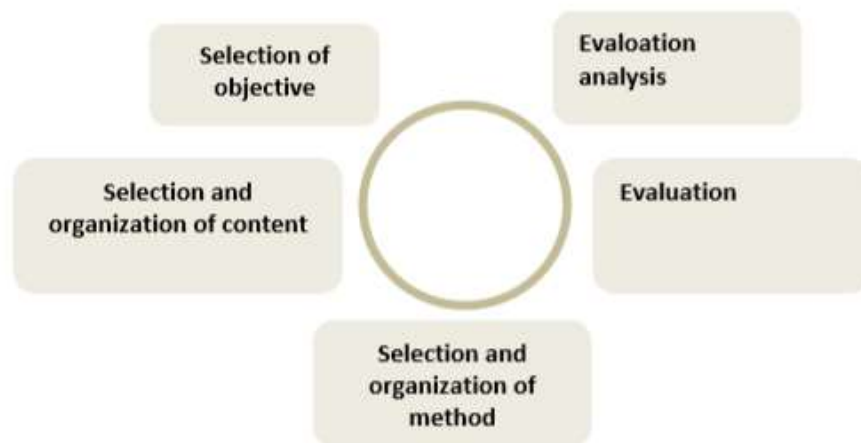 Selection of
objective
Evaloation
analysis
Selection and
organization of content
Evaluation
Selection and
organization of
method